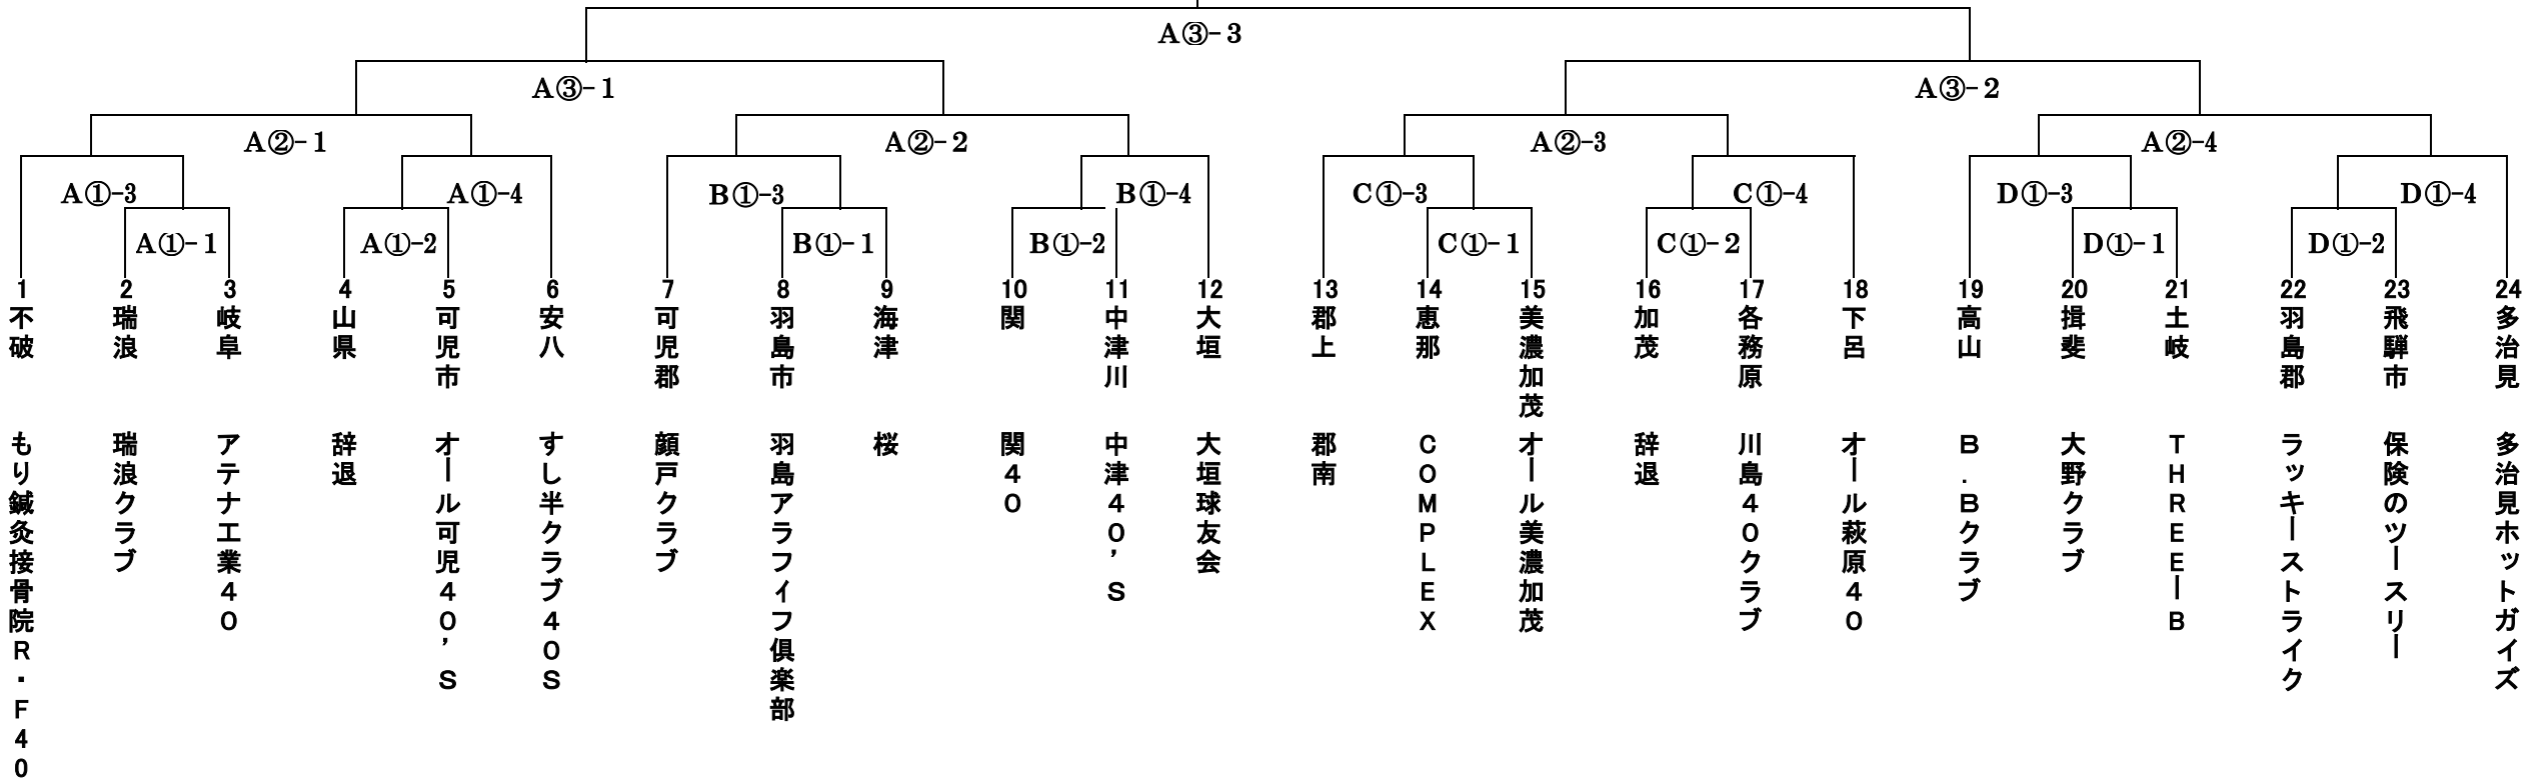 A③-3
A③-1
A③-2
A②-1
A②-2
A②-3
A②-4
A①-3
A①-4
B①-3
B①-4
C①-3
C①-4
D①-3
D①-4
A①-1
A①-2
B①-1
B①-2
C①-1
C①-2
D①-1
D①-2
1 不破 もり鍼灸接骨院R・F40
2 瑞浪 瑞浪クラブ
3 岐阜 アテナ工業40
4 山県 辞退
5 可児市 オール可児40’S
6 安八 すし半クラブ40S
7 可児郡 顔戸クラブ
8 羽島市 羽島アラフィフ倶楽部
9 海津 桜
10 関 関40
11 中津川 中津40’S
12 大垣 大垣球友会
13 郡上 郡南
14 恵那 COMPLEX
15 美濃加茂 オール美濃加茂
16 加茂 辞退
17 各務原 川島40クラブ
18 下呂 オール萩原40
19 高山 B.Bクラブ
20 揖斐 大野クラブ
21 土岐 THREE-B
22 羽島郡 ラッキーストライク
23 飛騨市 保険のツースリー
24 多治見 多治見ホットガイズ